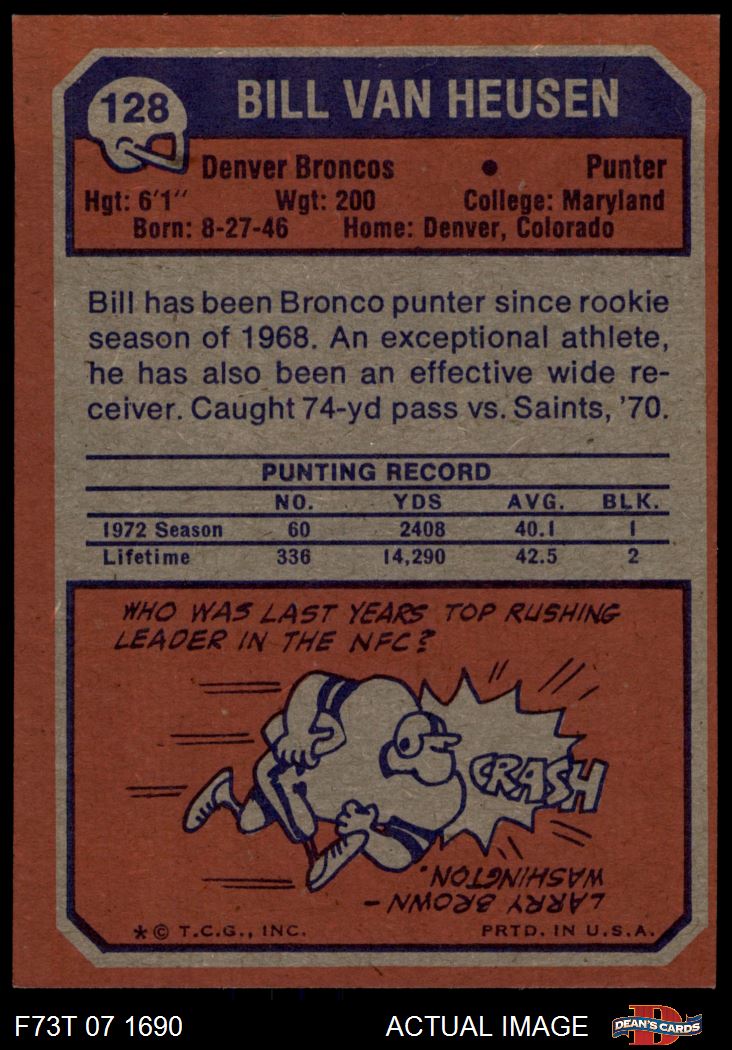 128
BILL VAN HEUSEN
Denver Broncos • Punter
Hgt: 6'1" Wgt: 200 College: Maryland
Born: 8-27-46 Home: Denver, Colorado
Bill has been Bronco punter since rookie
season of 1968. An exceptional athlete,
he has also been an effective wide re-
ceiver. Caught 74-yd pass vs. Saints, '70.
PUNTING RECORD
NO. YDS AVG. BLK.
1972 Season 60 2408 40.1 1
Lifetime 336 14,290 42.5 2
WHO WAS LAST YEARS TOP RUSHING
LEADER IN THE NFC?
CRASH
LARRY BROWN -
WASHINGTON.
* © T.C.G., INC. PRTD. IN U.S.A.
F73T 07 1690 ACTUAL IMAGE
D
DEAN'S CARDS